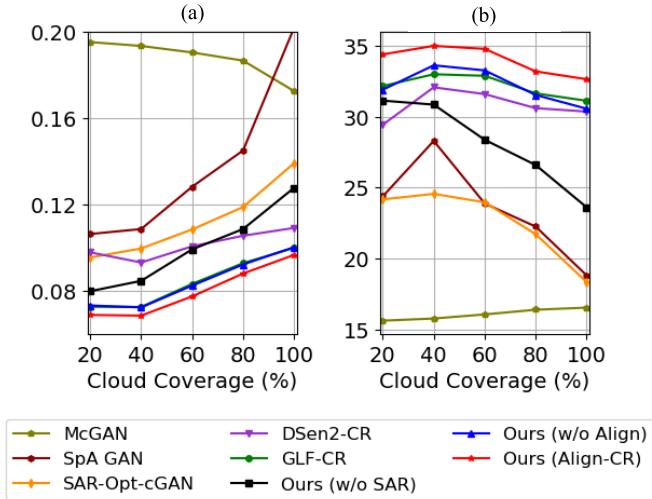 (a)
(b)
0.20
0.16
0.12
0.08
20 40 60 80 100
Cloud Coverage (%)
35
30
25
20
15
20 40 60 80 100
Cloud Coverage (%)
McGAN
SpA GAN
SAR-Opt-cGAN
DSen2-CR
GLF-CR
Ours (w/o SAR)
Ours (w/o Align)
Ours (Align-CR)